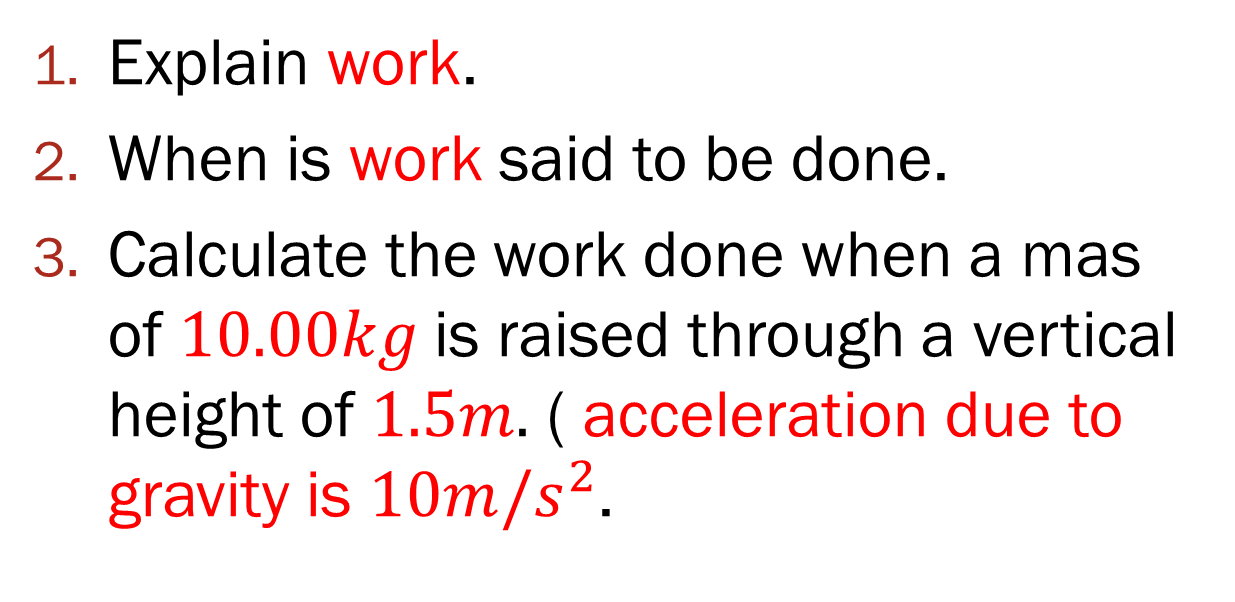 1. Explain work.
2. When is work said to be done.
3. Calculate the work done when a mas
of 10.00kg is raised through a vertical
height of 1.5m. ( acceleration due to
gravity is 10m/s².